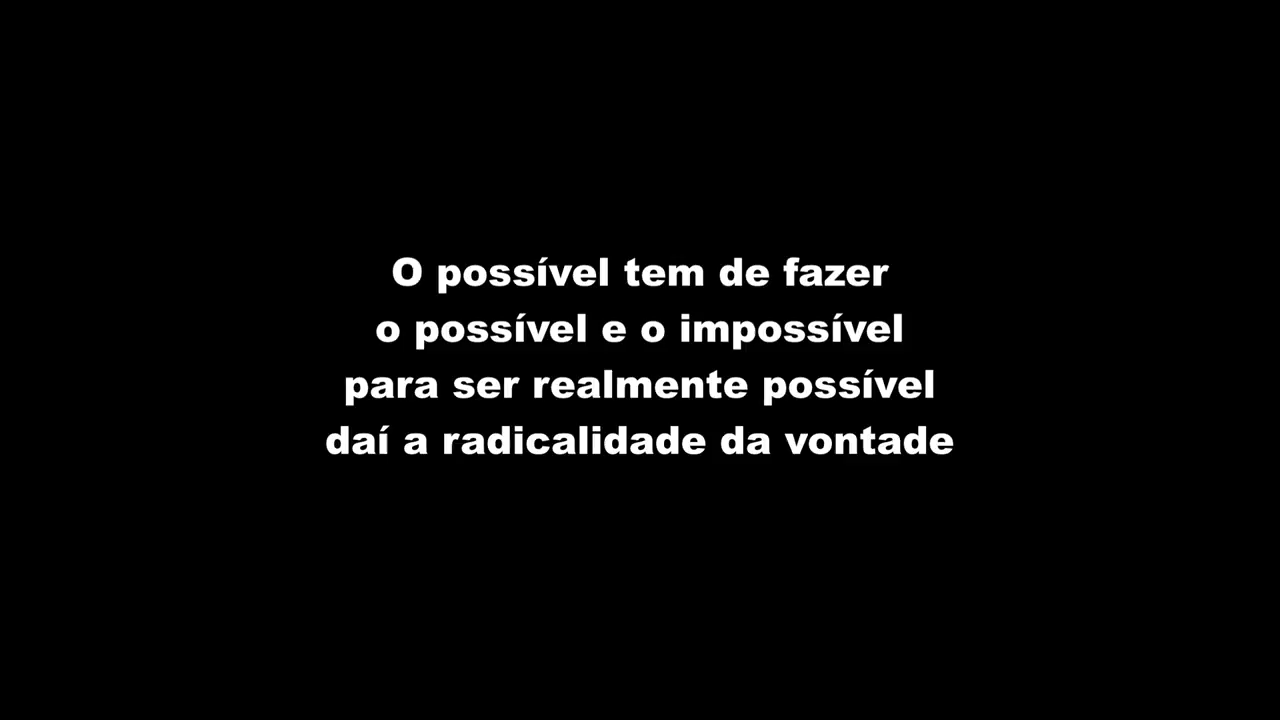 O possível tem de fazer
o possível e o impossível
para ser realmente possível
daí a radicalidade da vontade